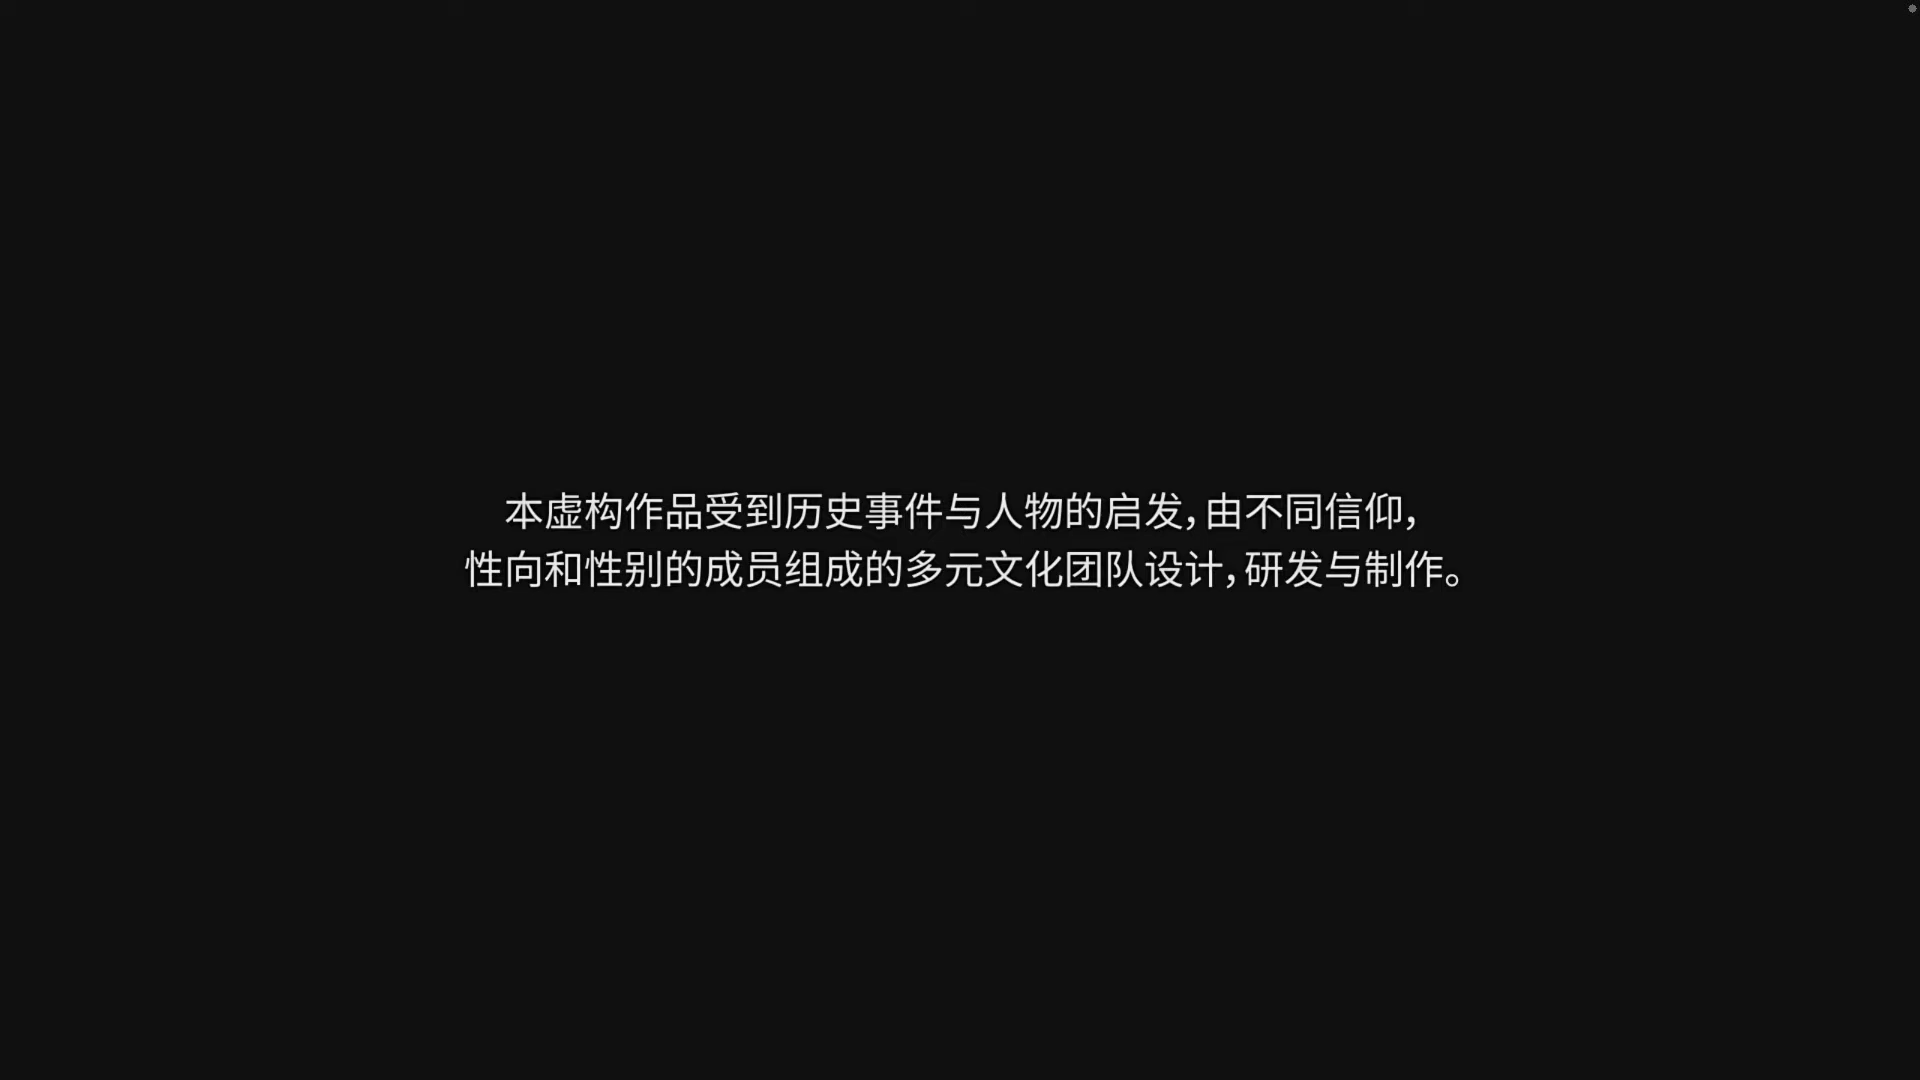 本虚构作品受到历史事件与人物的启发，由不同信仰，
性向和性别的成员组成的多元文化团队设计，研发与制作。